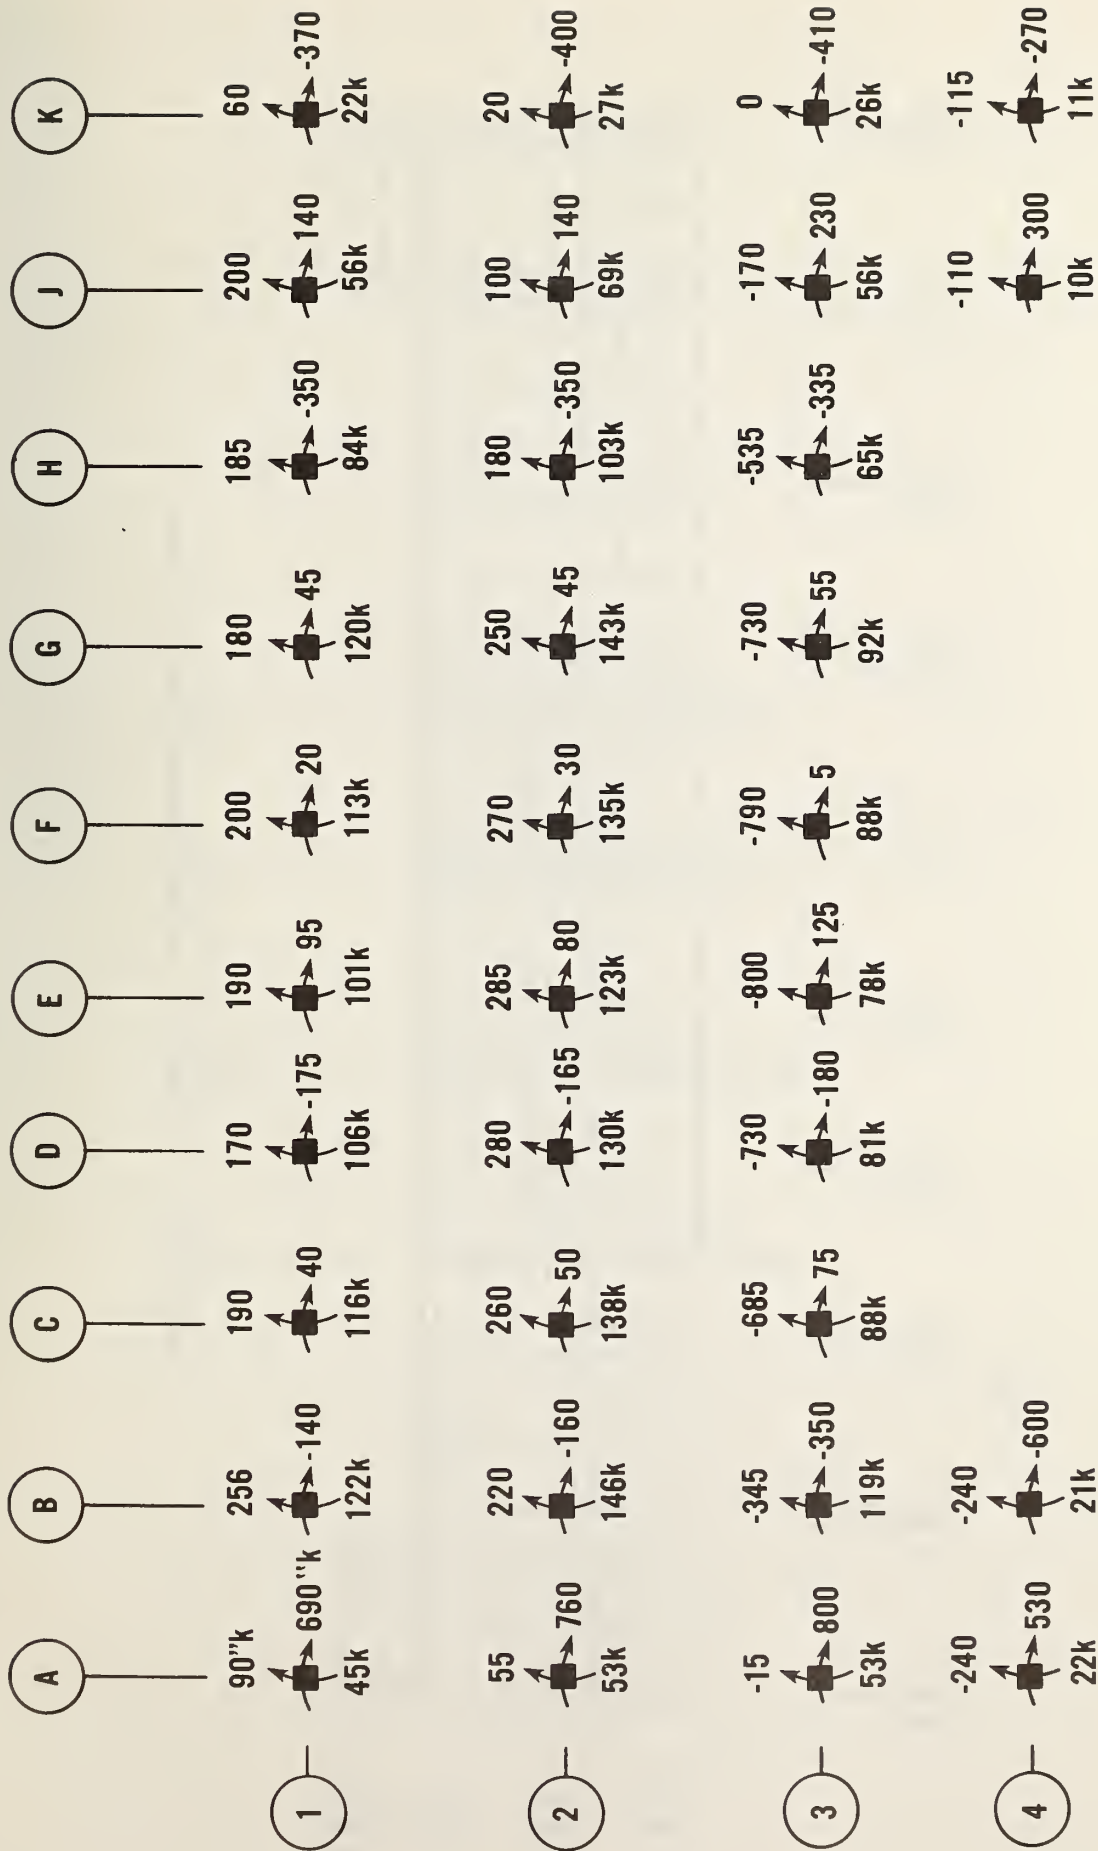 A B C D E F G H J K
90"k 256 190 170 190 200 180 185 200 60
1 690"k -140 40 -175 95 20 45 -350 140 -370
45k 122k 116k 106k 101k 113k 120k 84k 56k 22k
55 220 260 280 285 270 250 180 100 20
2 760 -160 50 -165 80 30 45 -350 140 -400
53k 146k 138k 130k 123k 135k 143k 103k 69k 27k
-15 -345 -685 -730 -800 -790 -730 -535 -170 0
3 800 -350 75 -180 125 5 55 -335 230 -410
53k 119k 88k 81k 78k 88k 92k 65k 56k 26k
-240 -240 -110 -115
4 530 -600 300 -270
22k 21k 10k 11k